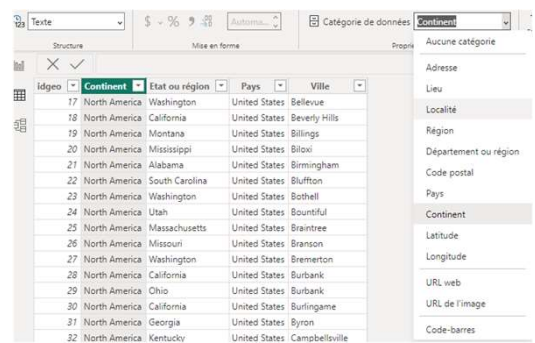 Texte
$ % 9
Automa...
Catégorie de données Continent
Structure
Mise en forme
Propri
idgeo Continent Etat ou région Pays Ville
17 North America Washington United States Bellevue
18 North America California United States Beverly Hills
19 North America Montana United States Billings
20 North America Mississippi United States Biloxi
21 North America Alabama United States Birmingham
22 North America South Carolina United States Bluffton
23 North America Washington United States Bothell
24 North America Utah United States Bountiful
25 North America Massachusetts United States Braintree
26 North America Missouri United States Branson
27 North America Washington United States Bremerton
28 North America California United States Burbank
29 North America Ohio United States Burbank
30 North America California United States Burlingame
31 North America Georgia United States Byron
32 North America Kentucky United States Campbellsville
Aucune catégorie
Adresse
Lieu
Localité
Région
Département ou région
Code postal
Pays
Continent
Latitude
Longitude
URL web
URL de l'image
Code-barres